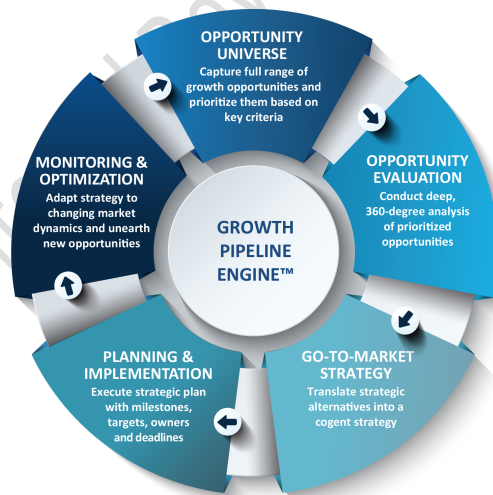 OPPORTUNITY
UNIVERSE
Capture full range of
growth opportunities and
prioritize them based on
key criteria
OPPORTUNITY
EVALUATION
Conduct deep,
360-degree analysis
of prioritized
opportunities
GO-TO-MARKET
STRATEGY
Translate strategic
alternatives into a
cogent strategy
PLANNING &
IMPLEMENTATION
Execute strategic plan
with milestones,
targets, owners
and deadlines
MONITORING &
OPTIMIZATION
Adapt strategy to
changing market
dynamics and unearth
new opportunities
GROWTH
PIPELINE
ENGINE™